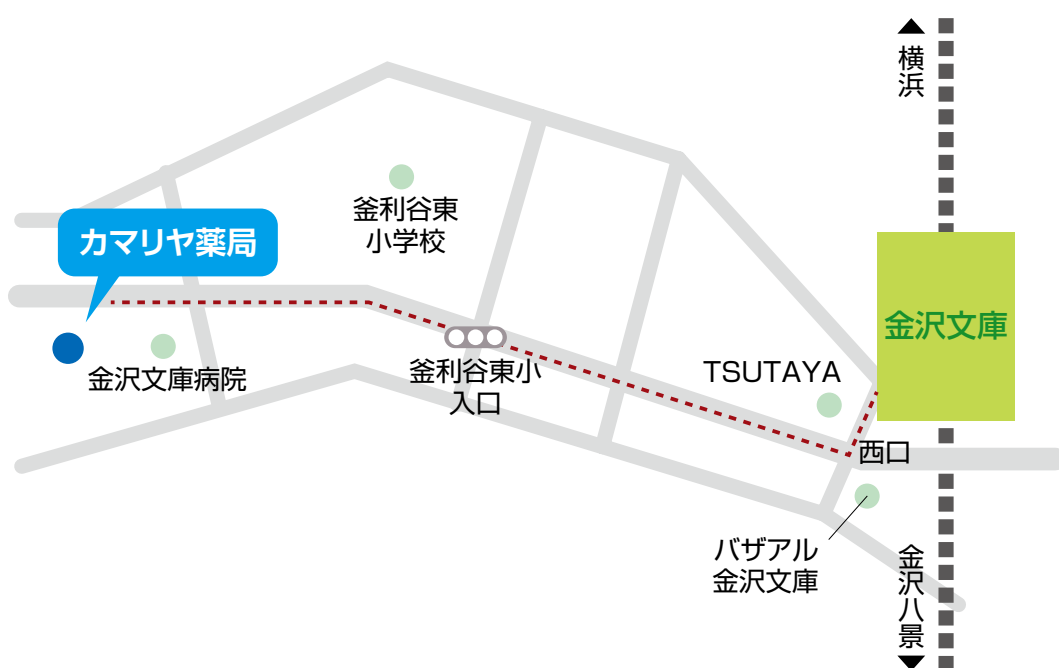 ▲
横浜
釜利谷東
小学校
カマリヤ薬局
金沢文庫
金沢文庫病院
釜利谷東小
入口
TSUTAYA
西口
バザアル
金沢文庫
金沢八景
▼